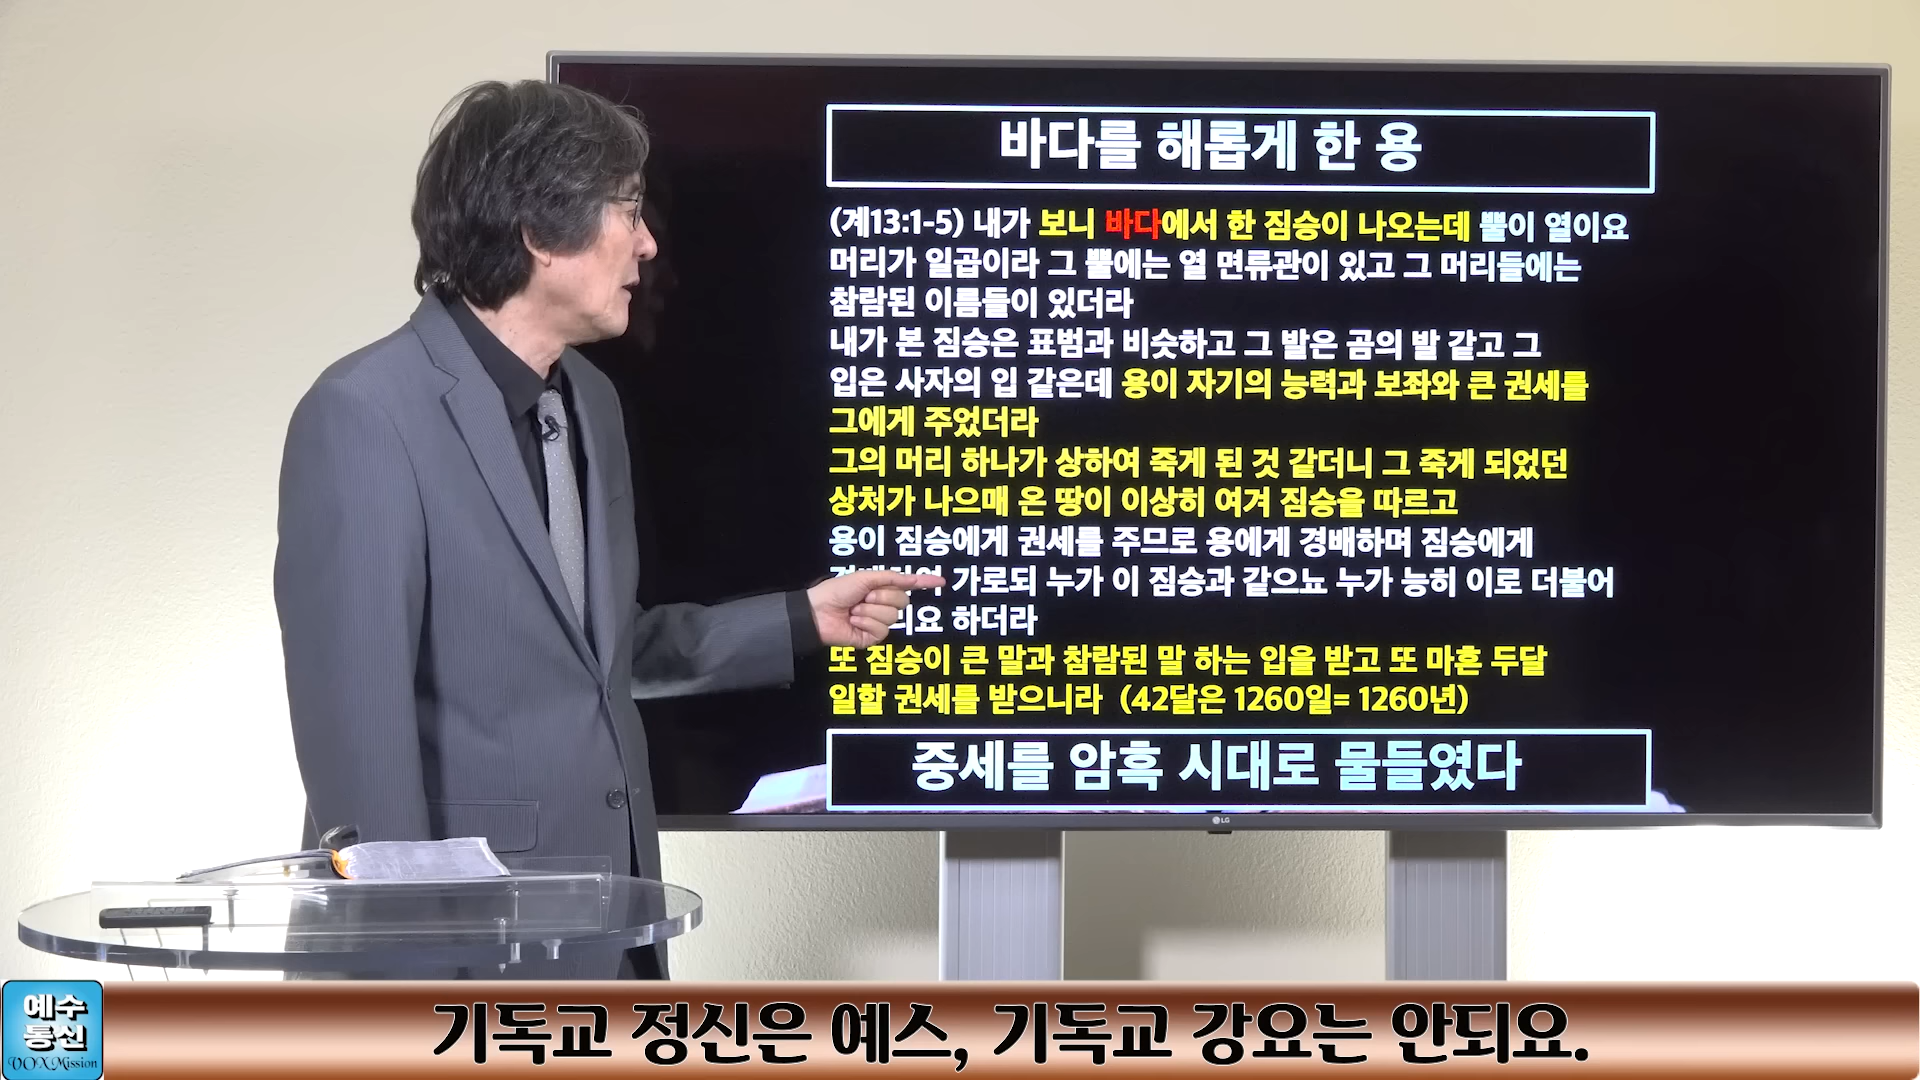 바다를 해롭게 한 용
(계13:1-5) 내가 보니 바다에서 한 짐승이 나오는데 뿔이 열이요
머리가 일곱이라 그 뿔에는 열 면류관이 있고 그 머리들에는
참람된 이름들이 있더라
내가 본 짐승은 표범과 비슷하고 그 발은 곰의 발 같고 그
입은 사자의 입 같은데 용이 자기의 능력과 보좌와 큰 권세를
그에게 주었더라
그의 머리 하나가 상하여 죽게 된 것 같더니 그 죽게 되었던
상처가 나으매 온 땅이 이상히 여겨 짐승을 따르고
용이 짐승에게 권세를 주므로 용에게 경배하며 짐승에게
가로되 누가 이 짐승과 같으뇨 누가 능히 이로 더불어
하더라
또 짐승이 큰 말과 참람된 말 하는 입을 받고 또 마흔 두달
일할 권세를 받으니라 (42달은 1260일= 1260년)
중세를 암흑 시대로 물들였다
LG
예수
통신
VOX Mission
기독교 정신은 예스, 기독교 강요는 안되요.